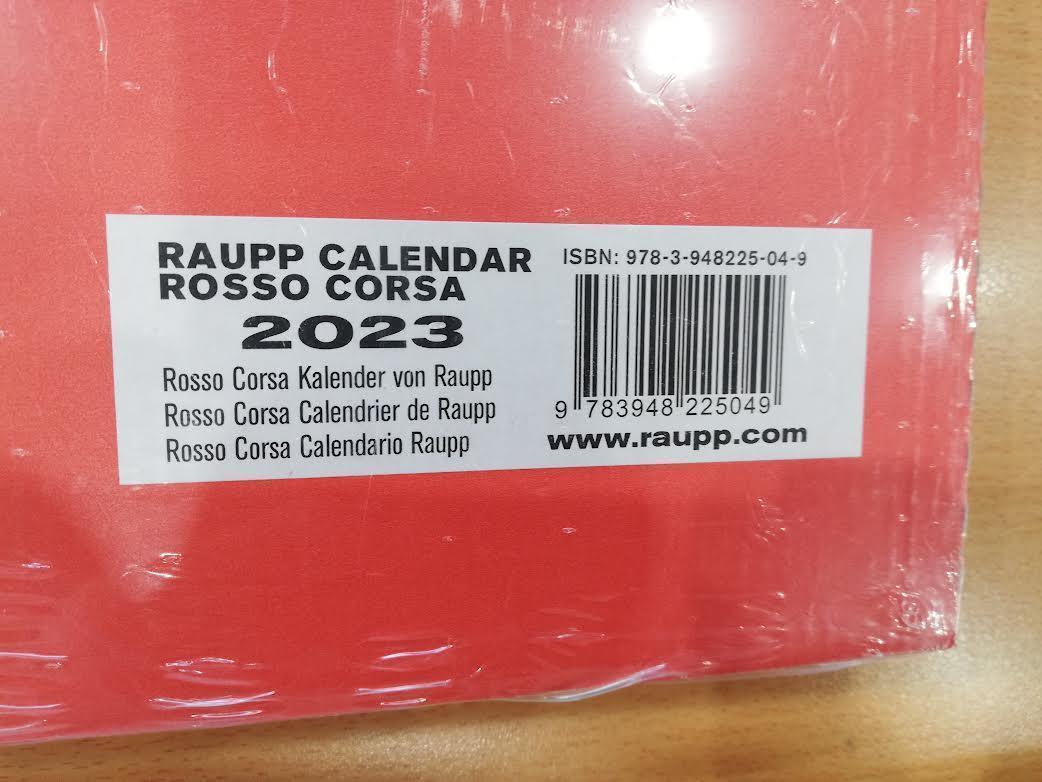 RAUPP CALENDAR
ROSSO CORSA
2023
Rosso Corsa Kalender von Raupp
Rosso Corsa Calendrier de Raupp
Rosso Corsa Calendario Raupp
ISBN: 978-3-948225-04-9
9 783948 225049
www.raupp.com